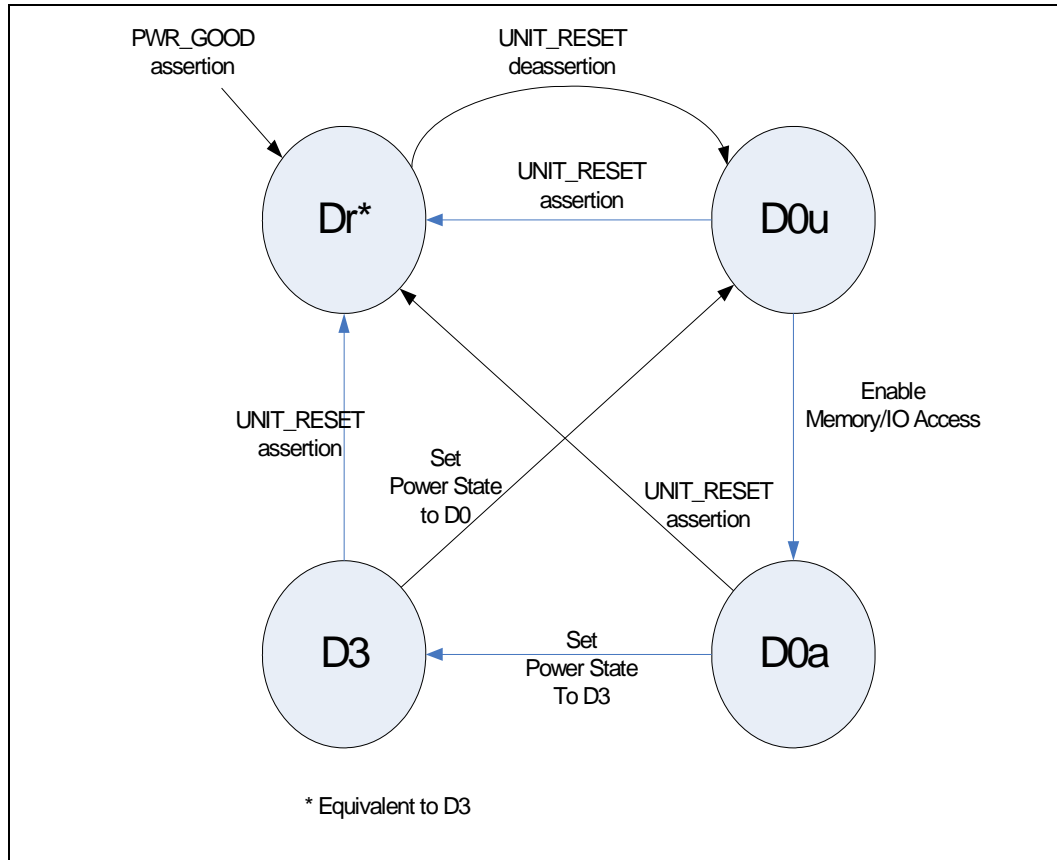 PWR_GOOD
assertion
UNIT_RESET
deassertion
UNIT_RESET
assertion
Dr*
D0u
Enable
Memory/IO Access
UNIT_RESET
assertion
Set
Power State
to D0
UNIT_RESET
assertion
D3
Set
Power State
To D3
D0a
* Equivalent to D3